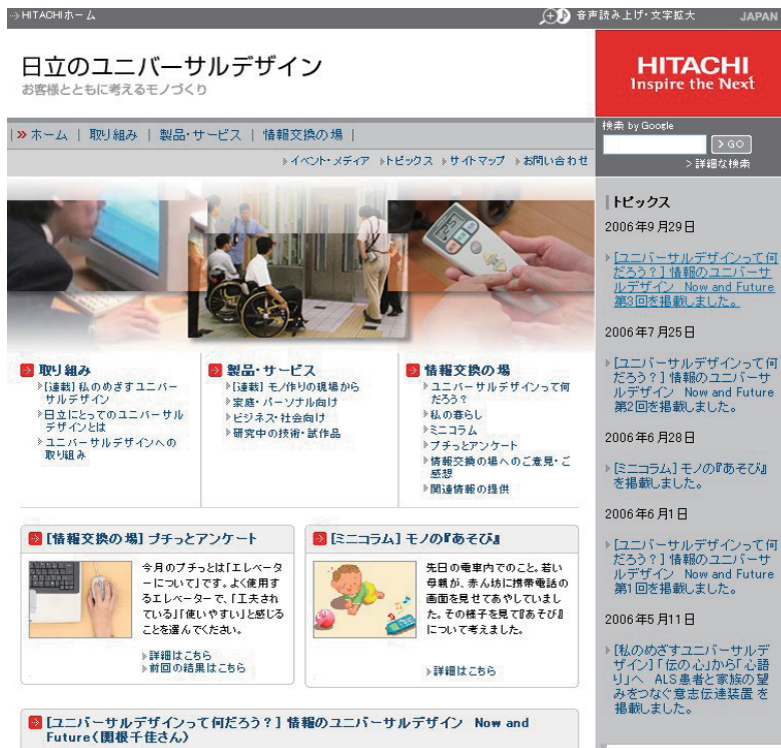 HITACHIホーム
音声読み上げ・文字拡大
JAPAN
日立のユニバーサルデザイン
お客様とともに考えるモノづくり
HITACHI
Inspire the Next
ホーム | 取り組み | 製品・サービス | 情報交換の場 |
イベント・メディア トピックス サイトマップ お問い合わせ
検索 by Google
GO
>詳細な検索
取り組み
[連載] 私のめざすユニバー
サルデザイン
日立にとってのユニバーサル
デザインとは
ユニバーサルデザインへの
取り組み
製品・サービス
[連載] モノ作りの現場から
家庭・パーソナル向け
ビジネス・社会向け
研究中の技術・試作品
情報交換の場
ユニバーサルデザインって何
だろう?
私の暮らし
ミニコラム
プチっとアンケート
情報交換の場へのご意見・ご
感想
関連情報の提供
[情報交換の場] プチっとアンケート
今月のプチっとは「エレベータ
ーについて」です。よく使用す
るエレベーターで、「工夫され
ている」「使いやすい」と感じる
ことを選んでください。
詳細はこちら
前回の結果はこちら
[ミニコラム] モノの『あそび』
先日の電車内でのこと。若い
母親が、赤ん坊に携帯電話の
画面を見せてあやしていまし
た。その様子を見て『あそび』
について考えました。
詳細はこちら
[ユニバーサルデザインって何だろう?] 情報のユニバーサルデザイン Now and
Future(関根千佳さん)
トピックス
2006年9月29日
[ユニバーサルデザインって何
だろう?] 情報のユニバーサ
ルデザイン Now and Future
第3回を掲載しました。
2006年7月25日
[ユニバーサルデザインって何
だろう?] 情報のユニバーサ
ルデザイン Now and Future
第2回を掲載しました。
2006年6月28日
[ミニコラム] モノの『あそび』
を掲載しました。
2006年6月1日
[ユニバーサルデザインって何
だろう?] 情報のユニバーサ
ルデザイン Now and Future
第1回を掲載しました。
2006年5月11日
[私のめざすユニバーサルデ
ザイン] 「伝の心」から「心語
り」へ ALS患者と家族の望
みをつなぐ意志伝達装置 を
掲載しました。